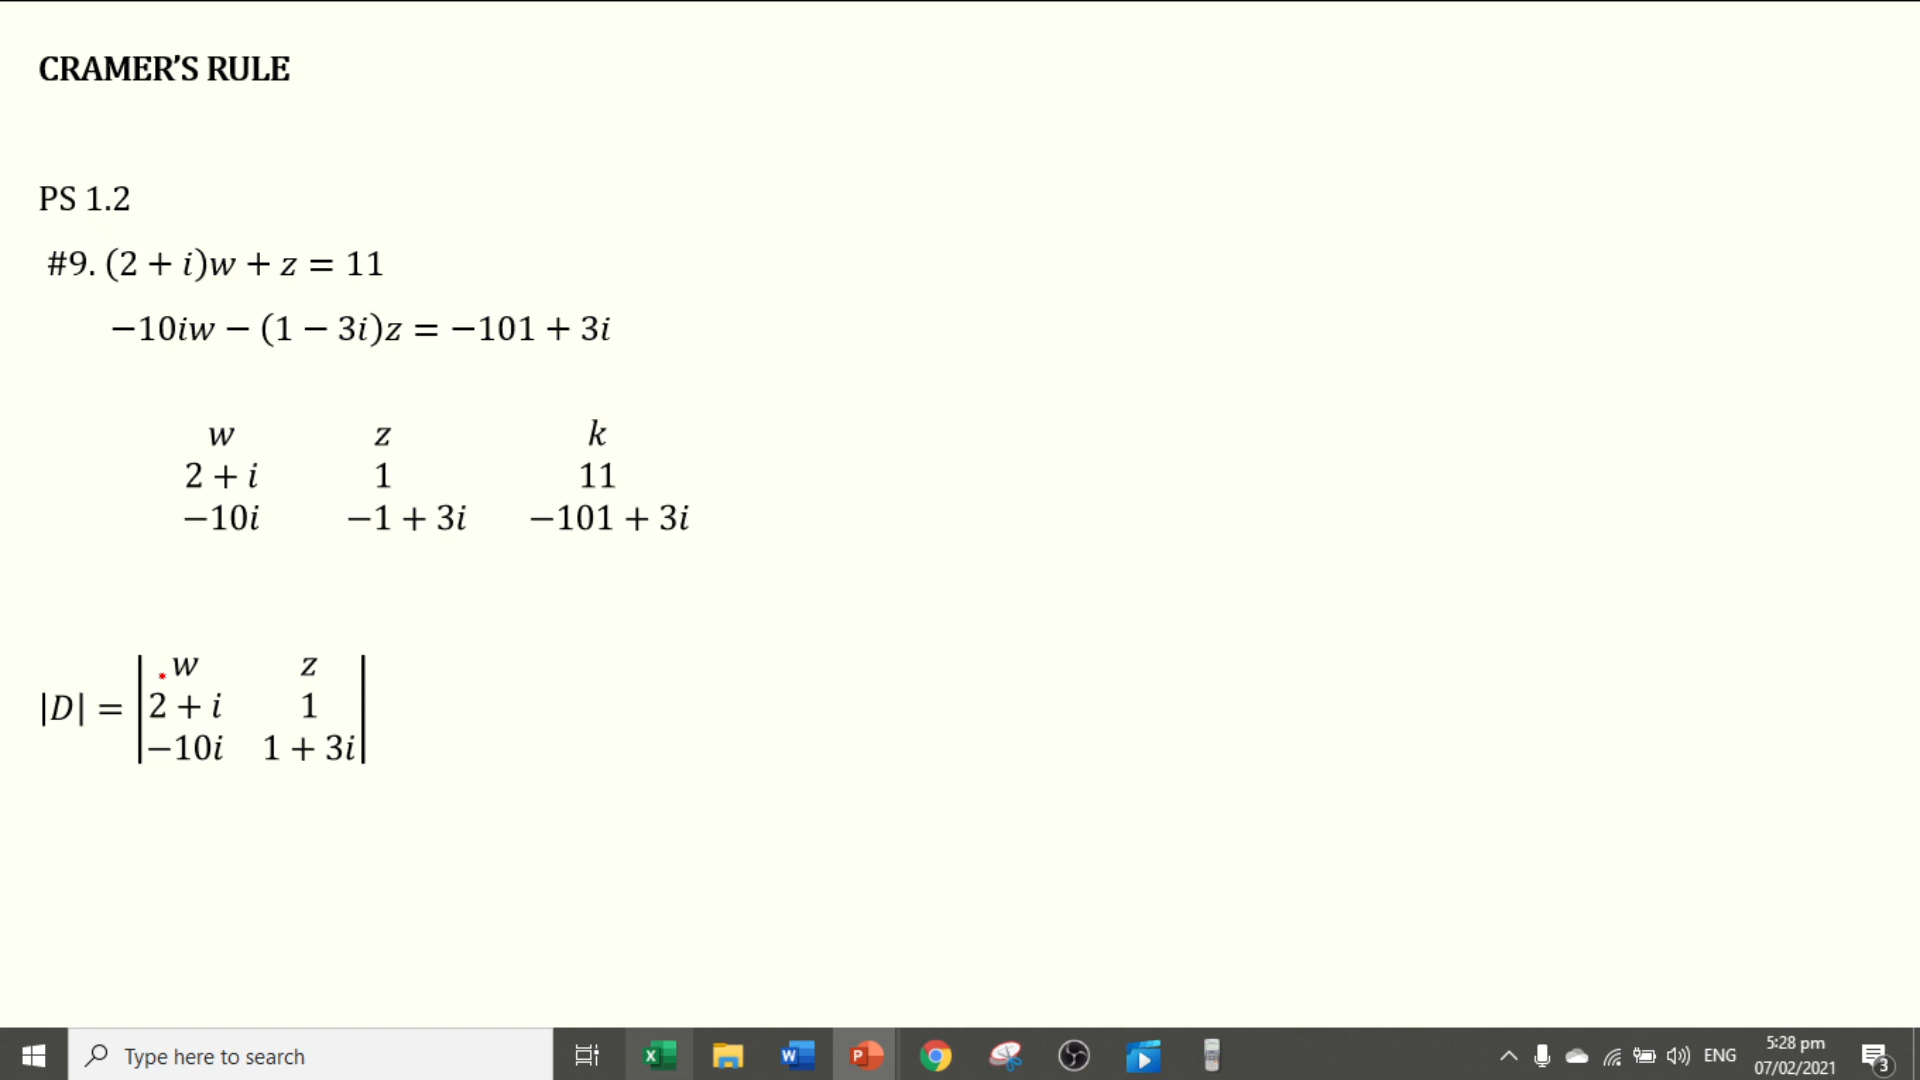 CRAMER’S RULE
PS 1.2
#9. (2 + i)w + z = 11
−10iw − (1 − 3i)z = −101 + 3i
w z k
2 + i 1 11
−10i −1 + 3i −101 + 3i
w z
|D| = 2 + i 1
−10i 1 + 3i
Type here to search
ENG
5:28 pm
07/02/2021
3